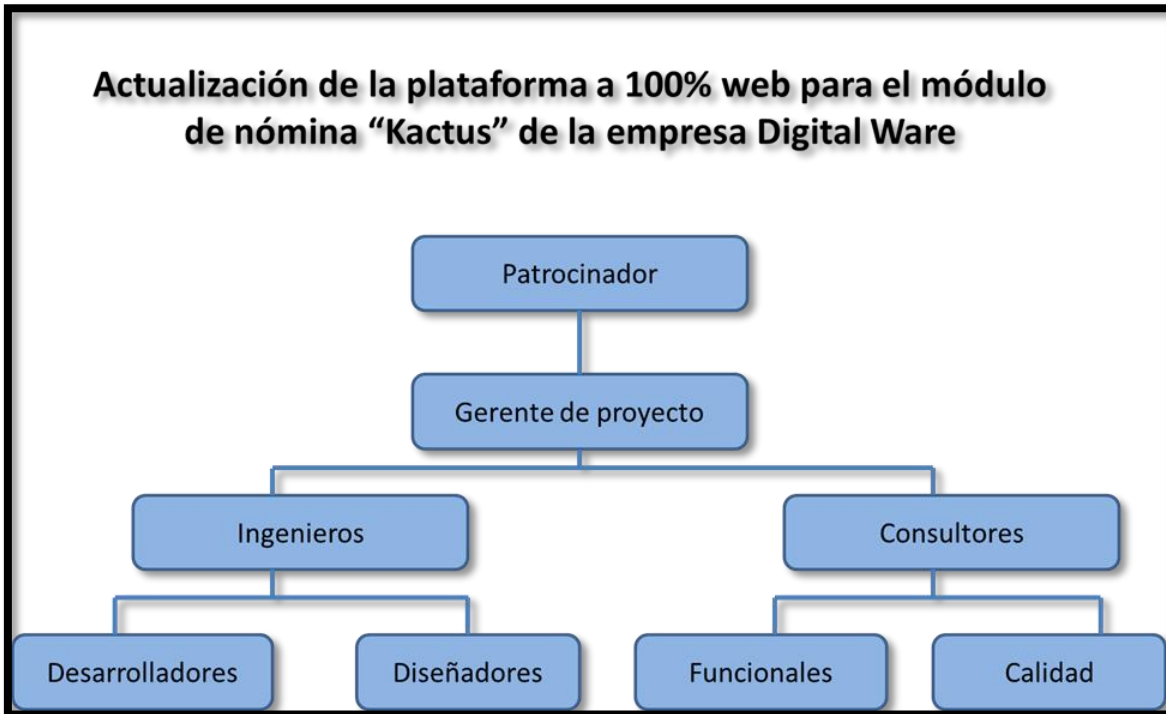 Actualización de la plataforma a 100% web para el módulo
de nómina “Kactus” de la empresa Digital Ware
Patrocinador
Gerente de proyecto
Ingenieros
Consultores
Desarrolladores
Diseñadores
Funcionales
Calidad